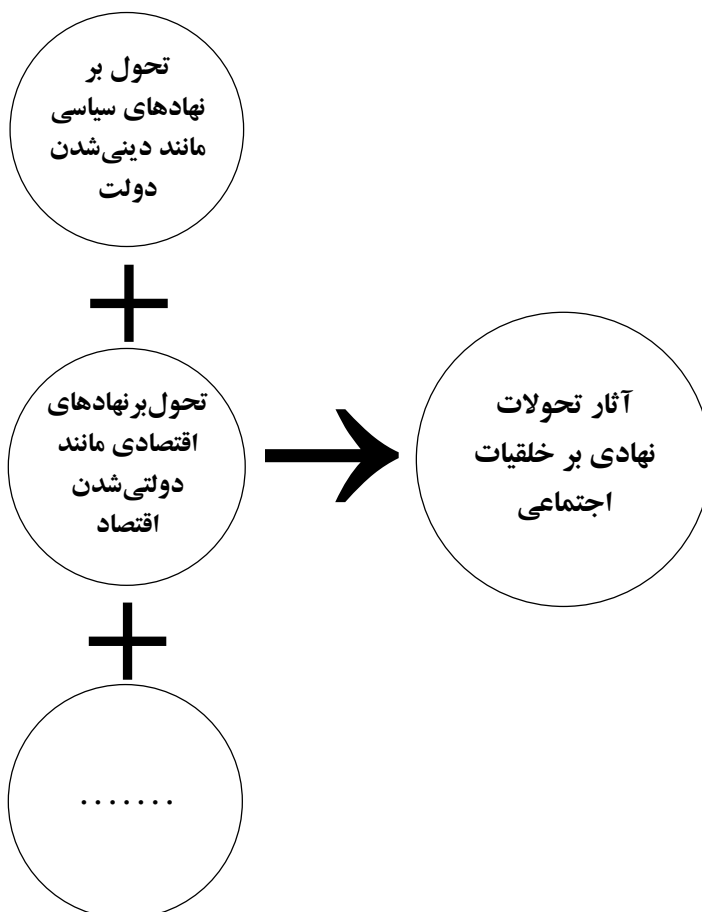 تحول بر
نهادهای سیاسی
مانند دینی‌شدن
دولت
+
تحول‌برنهادهای
اقتصادی مانند
دولتی‌شدن
اقتصاد
+
.......
آثار تحولات
نهادی بر خلقیات
اجتماعی